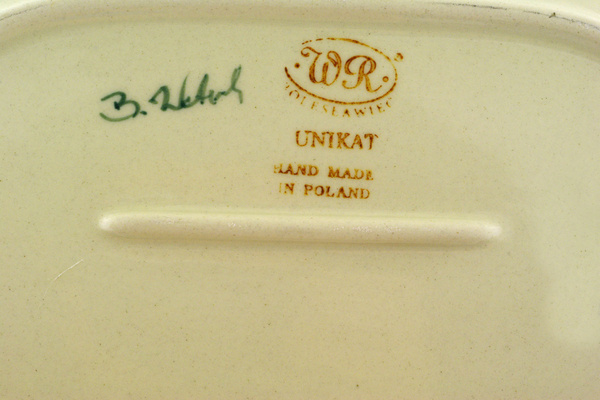 WR
BOLESŁAWIEC
B.
UNIKAT
HAND MADE
IN POLAND